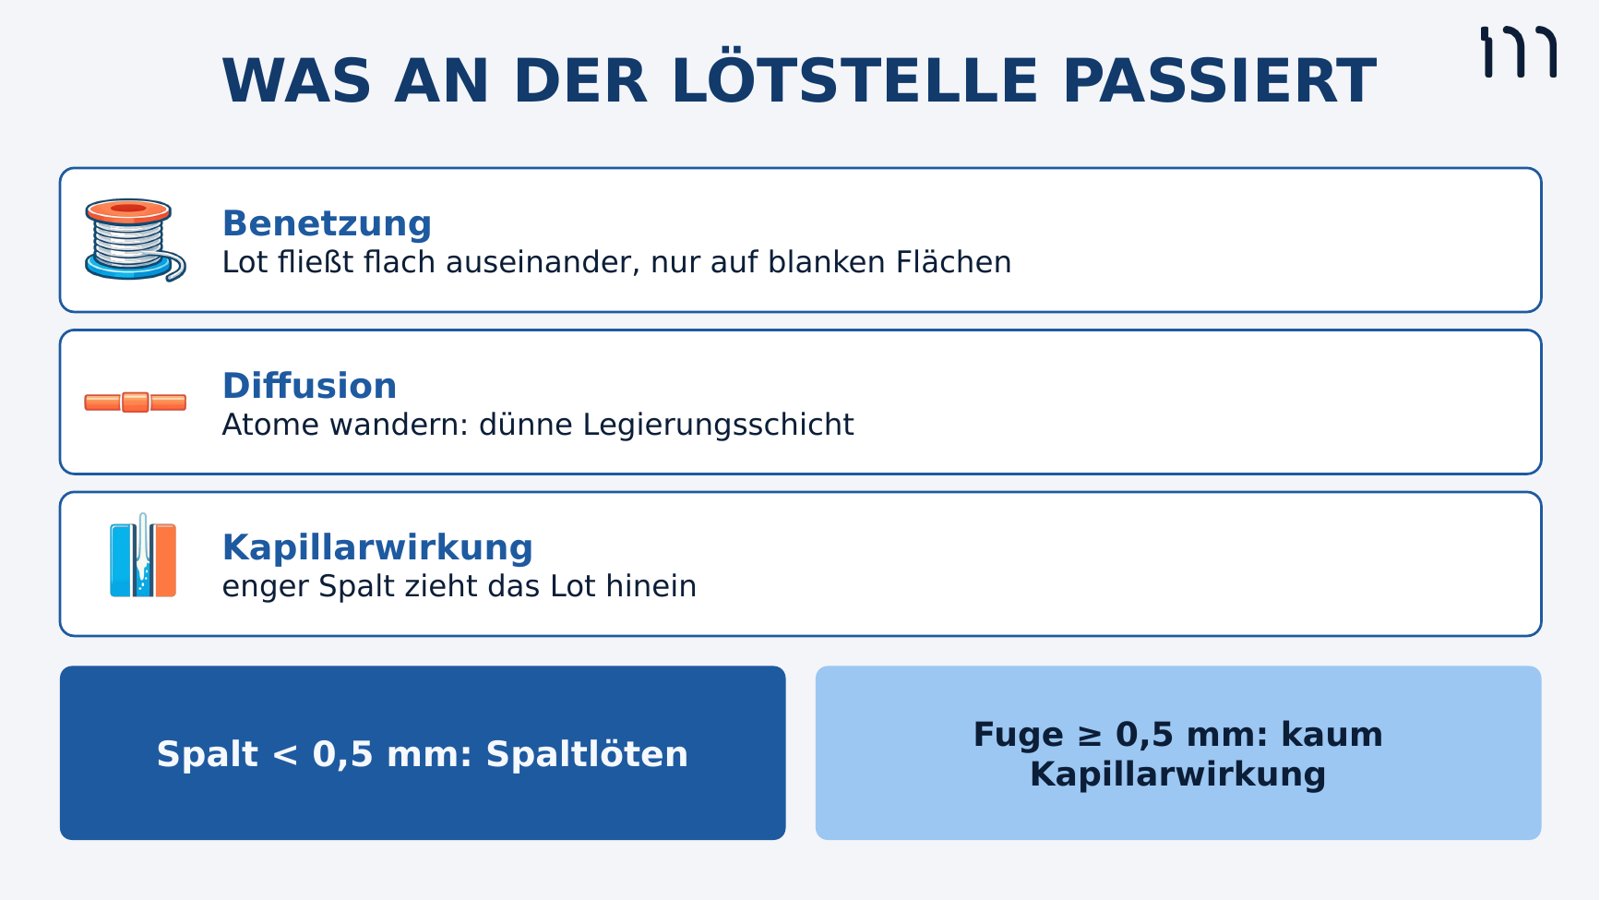 WAS AN DER LÖTSTELLE PASSIERT
Benetzung
Lot fließt flach auseinander, nur auf blanken Flächen
Diffusion
Atome wandern: dünne Legierungsschicht
Kapillarwirkung
enger Spalt zieht das Lot hinein
Spalt < 0,5 mm: Spaltlöten
Fuge ≥ 0,5 mm: kaum
Kapillarwirkung